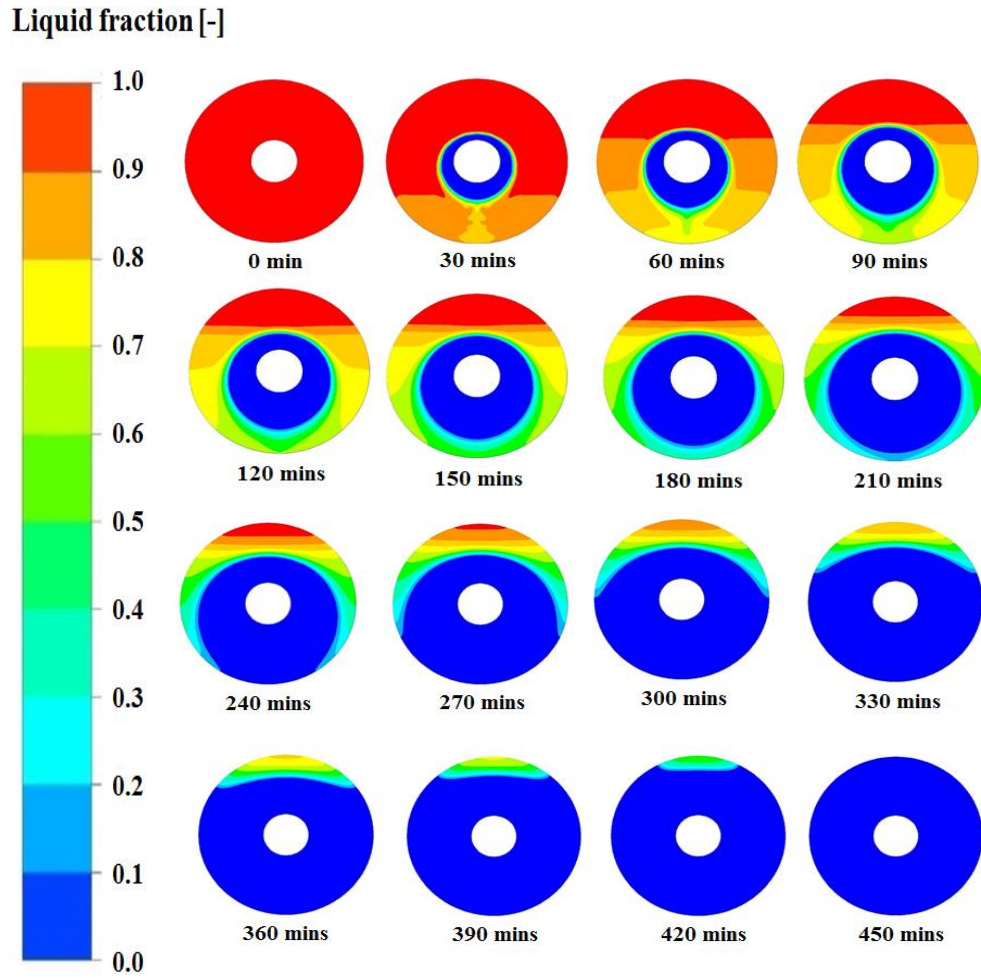 Liquid fraction [-]
1.0
0.9
0.8
0.7
0.6
0.5
0.4
0.3
0.2
0.1
0.0
0 min
30 mins
60 mins
90 mins
120 mins
150 mins
180 mins
210 mins
240 mins
270 mins
300 mins
330 mins
360 mins
390 mins
420 mins
450 mins